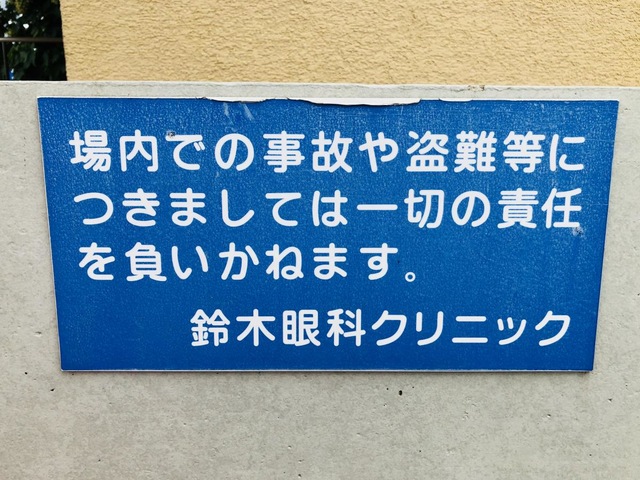 場内での事故や盗難等に
つきましては一切の責任
を負いかねます。
鈴木眼科クリニック